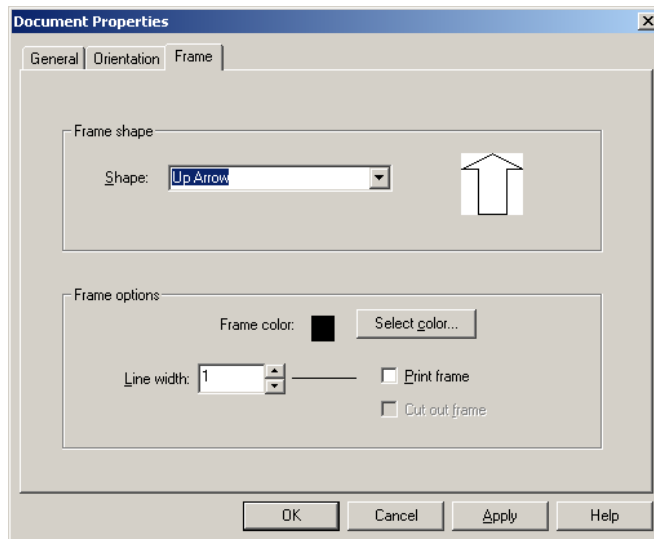 Document Properties
General Orientation Frame
Frame shape
Shape: Up Arrow
Frame options
Frame color: Select color...
Line width: 1 Print frame
Cut out frame
OK Cancel Apply Help